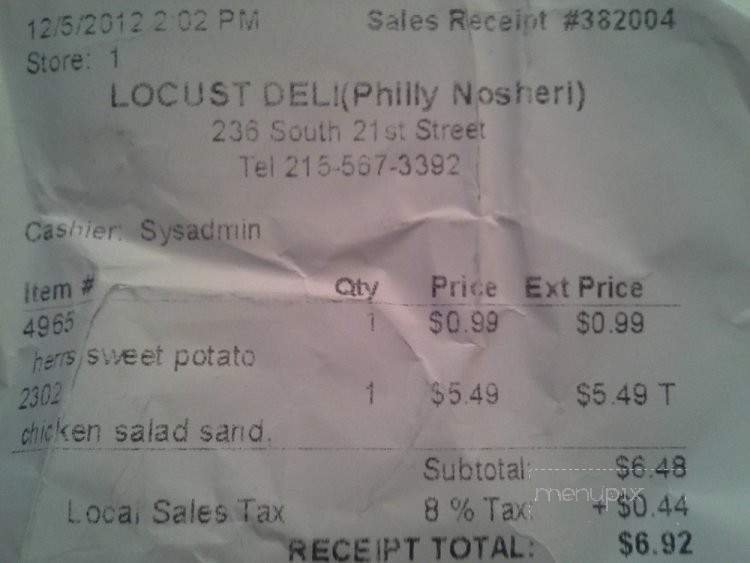 12/5/2012 2:02 PM Sales Receipt #382004
Store: 1
LOCUST DELI(Philly Nosheri)
236 South 21st Street
Tel 215-567-3392
Cashier: Sysadmin
Item # Qty Price Ext Price
4965 1 $0.99 $0.99
herrs sweet potato
2302 1 $5.49 $5.49 T
chicken salad sand.
Subtotal: $6.48
menupix
Local Sales Tax 8 % Tax: + $0.44
RECEIPT TOTAL: $6.92